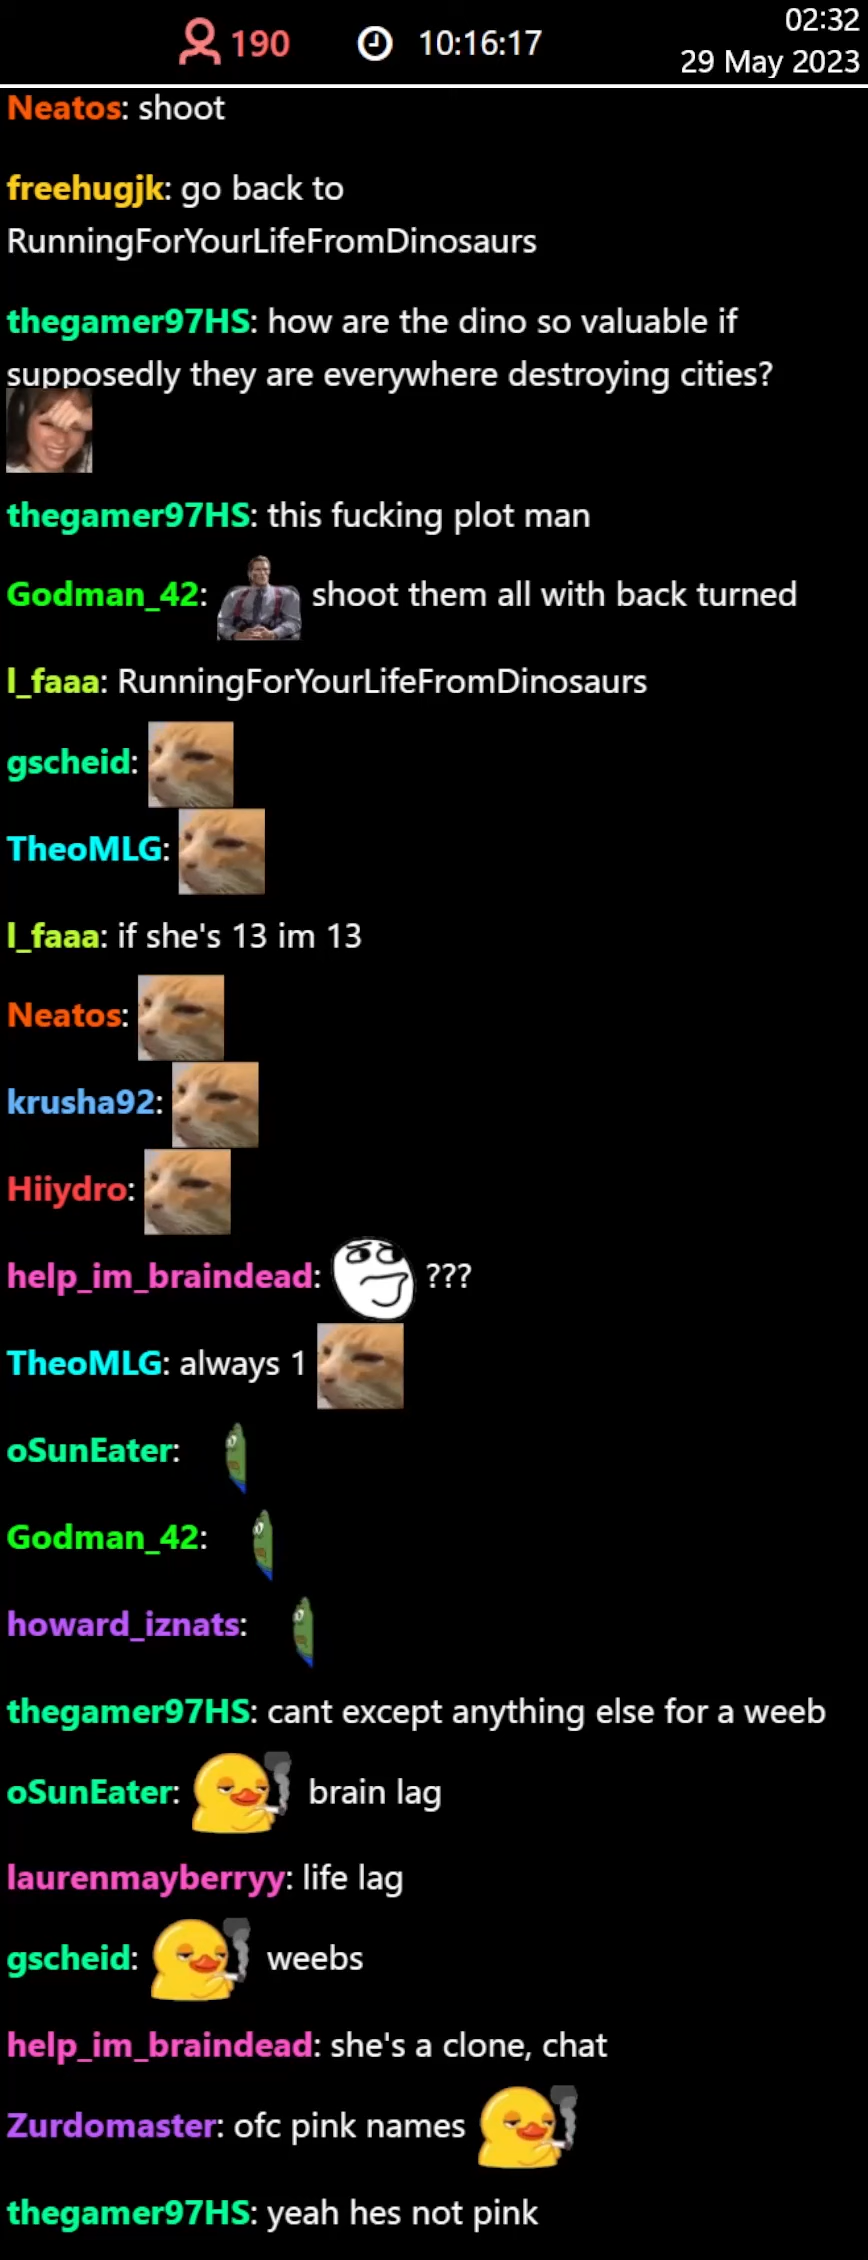 190 10:16:17 02:32
29 May 2023
Neatos: shoot
freehugjk: go back to
RunningForYourLifeFromDinosaurs
thegamer97HS: how are the dino so valuable if
supposedly they are everywhere destroying cities?
thegamer97HS: this fucking plot man
Godman_42: shoot them all with back turned
l_faaa: RunningForYourLifeFromDinosaurs
gscheid:
TheoMLG:
l_faaa: if she's 13 im 13
Neatos:
krusha92:
Hiiydro:
help_im_braindead: ???
TheoMLG: always 1
oSunEater:
Godman_42:
howard_iznats:
thegamer97HS: cant except anything else for a weeb
oSunEater: brain lag
laurenmayberryy: life lag
gscheid: weebs
help_im_braindead: she's a clone, chat
Zurdomaster: ofc pink names
thegamer97HS: yeah hes not pink